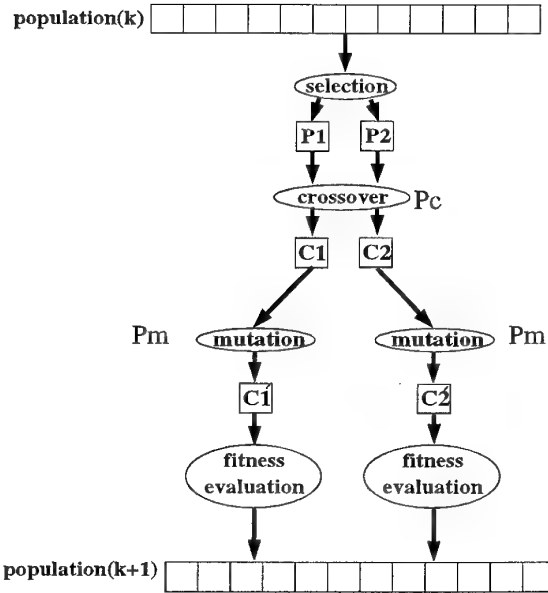 population(k)
selection
P1 P2
crossover Pc
C1 C2
Pm mutation mutation Pm
C1́ C2́
fitness fitness
evaluation evaluation
population(k+1)